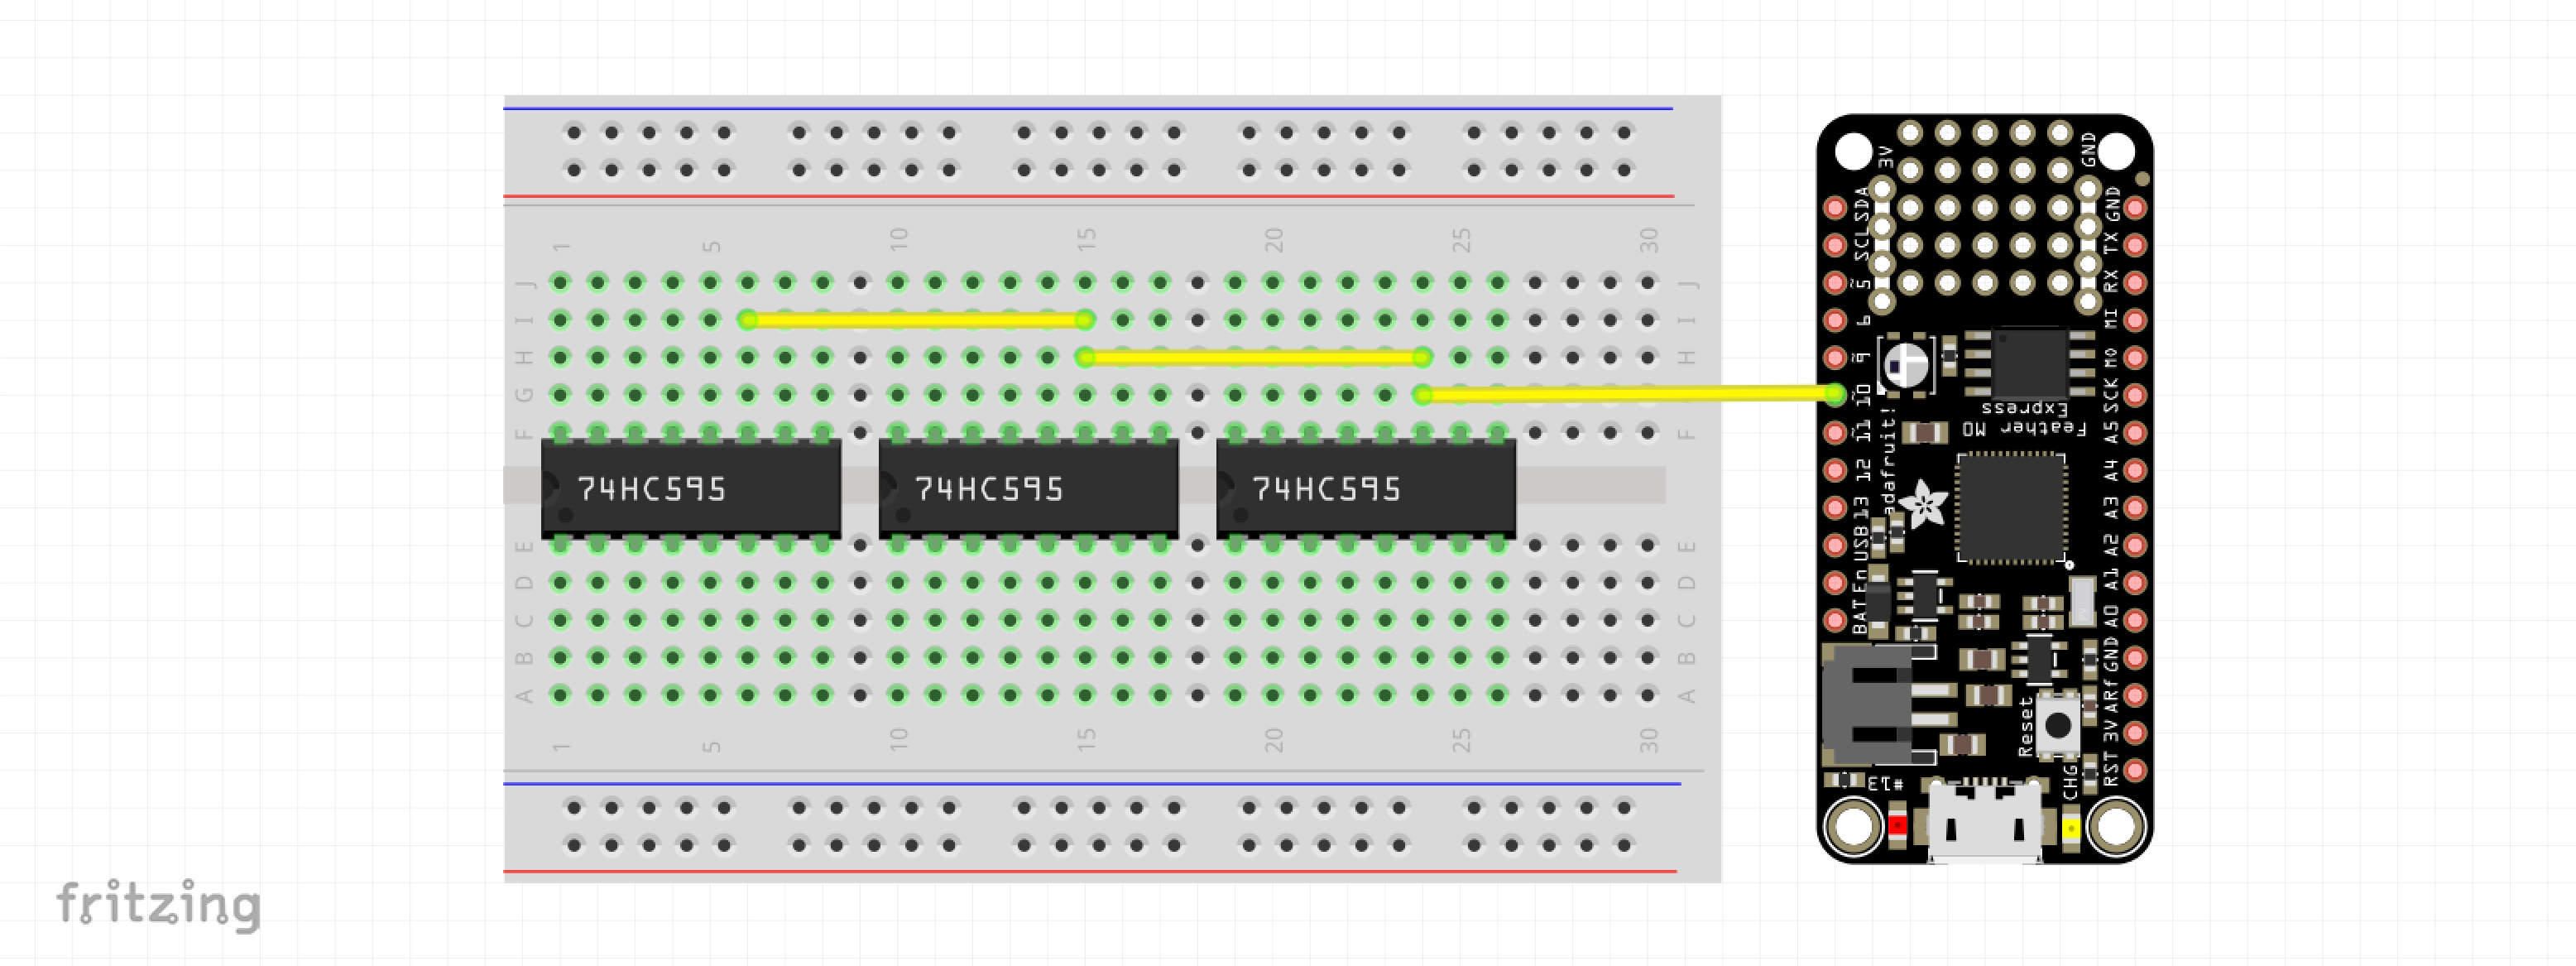 1 5 10 15 20 25 30
J J
I I
H H
G G
F F
74HC595 74HC595 74HC595
E E
D D
C C
B B
A A
1 5 10 15 20 25 30
3V
SDA
SCL
~5
6
~9
~10
~11
12
~13
USB
En
BAT
GND
GND
TX
RX
MI
MO
SCK
A5
A4
A3
A2
A1
A0
GND
ARf
3V
RST
adafruit!
Feather M0
Express
Reset
CHG
#13
fritzing